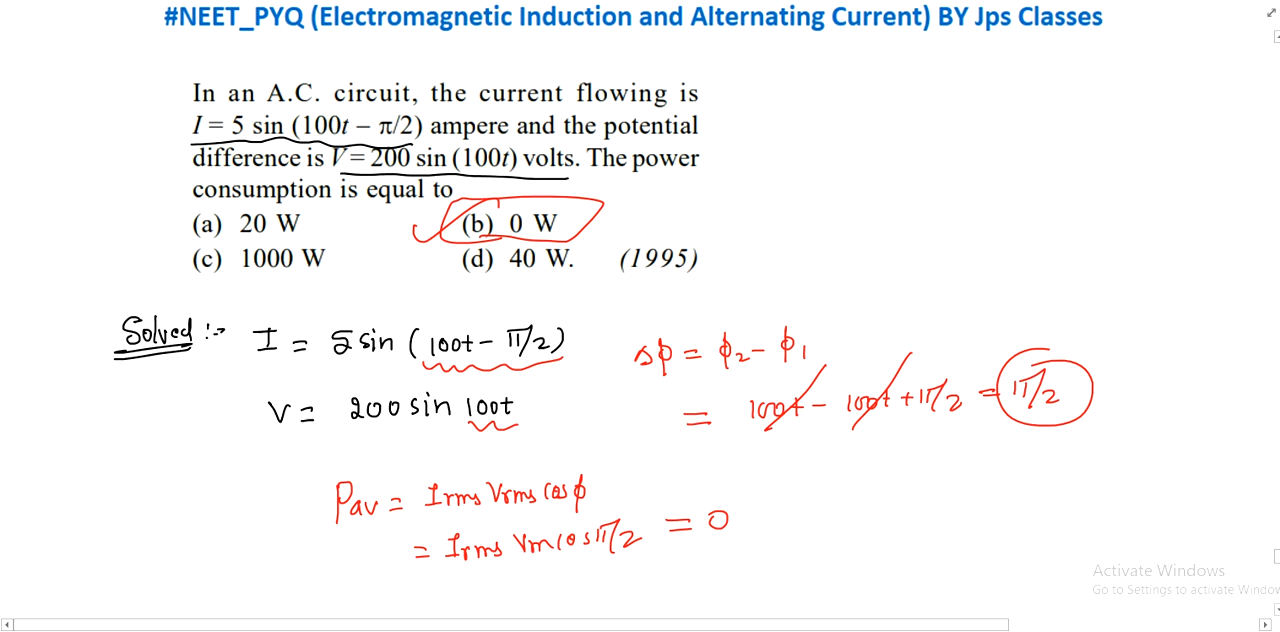 #NEET_PYQ (Electromagnetic Induction and Alternating Current) BY Jps Classes
In an A.C. circuit, the current flowing is
I = 5 sin (100t – π/2) ampere and the potential
difference is V = 200 sin (100t) volts. The power
consumption is equal to
(a) 20 W (b) 0 W
(c) 1000 W (d) 40 W. (1995)
Solved :-> I = 5 sin (100t - π/2)
V = 200 sin 100t
Δϕ = ϕ2 - ϕ1
= 100t - 100t + π/2 = π/2
Pav = Irms Vrms cos ϕ
= Irms Vm cos π/2 = 0
Activate Windows
Go to Settings to activate Window